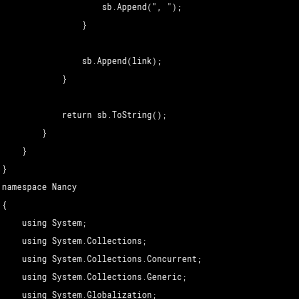 sb.Append(", ");
}
sb.Append(link);
}
return sb.ToString();
}
}
}
namespace Nancy
{
using System;
using System.Collections;
using System.Collections.Concurrent;
using System.Collections.Generic;
using System.Globalization;